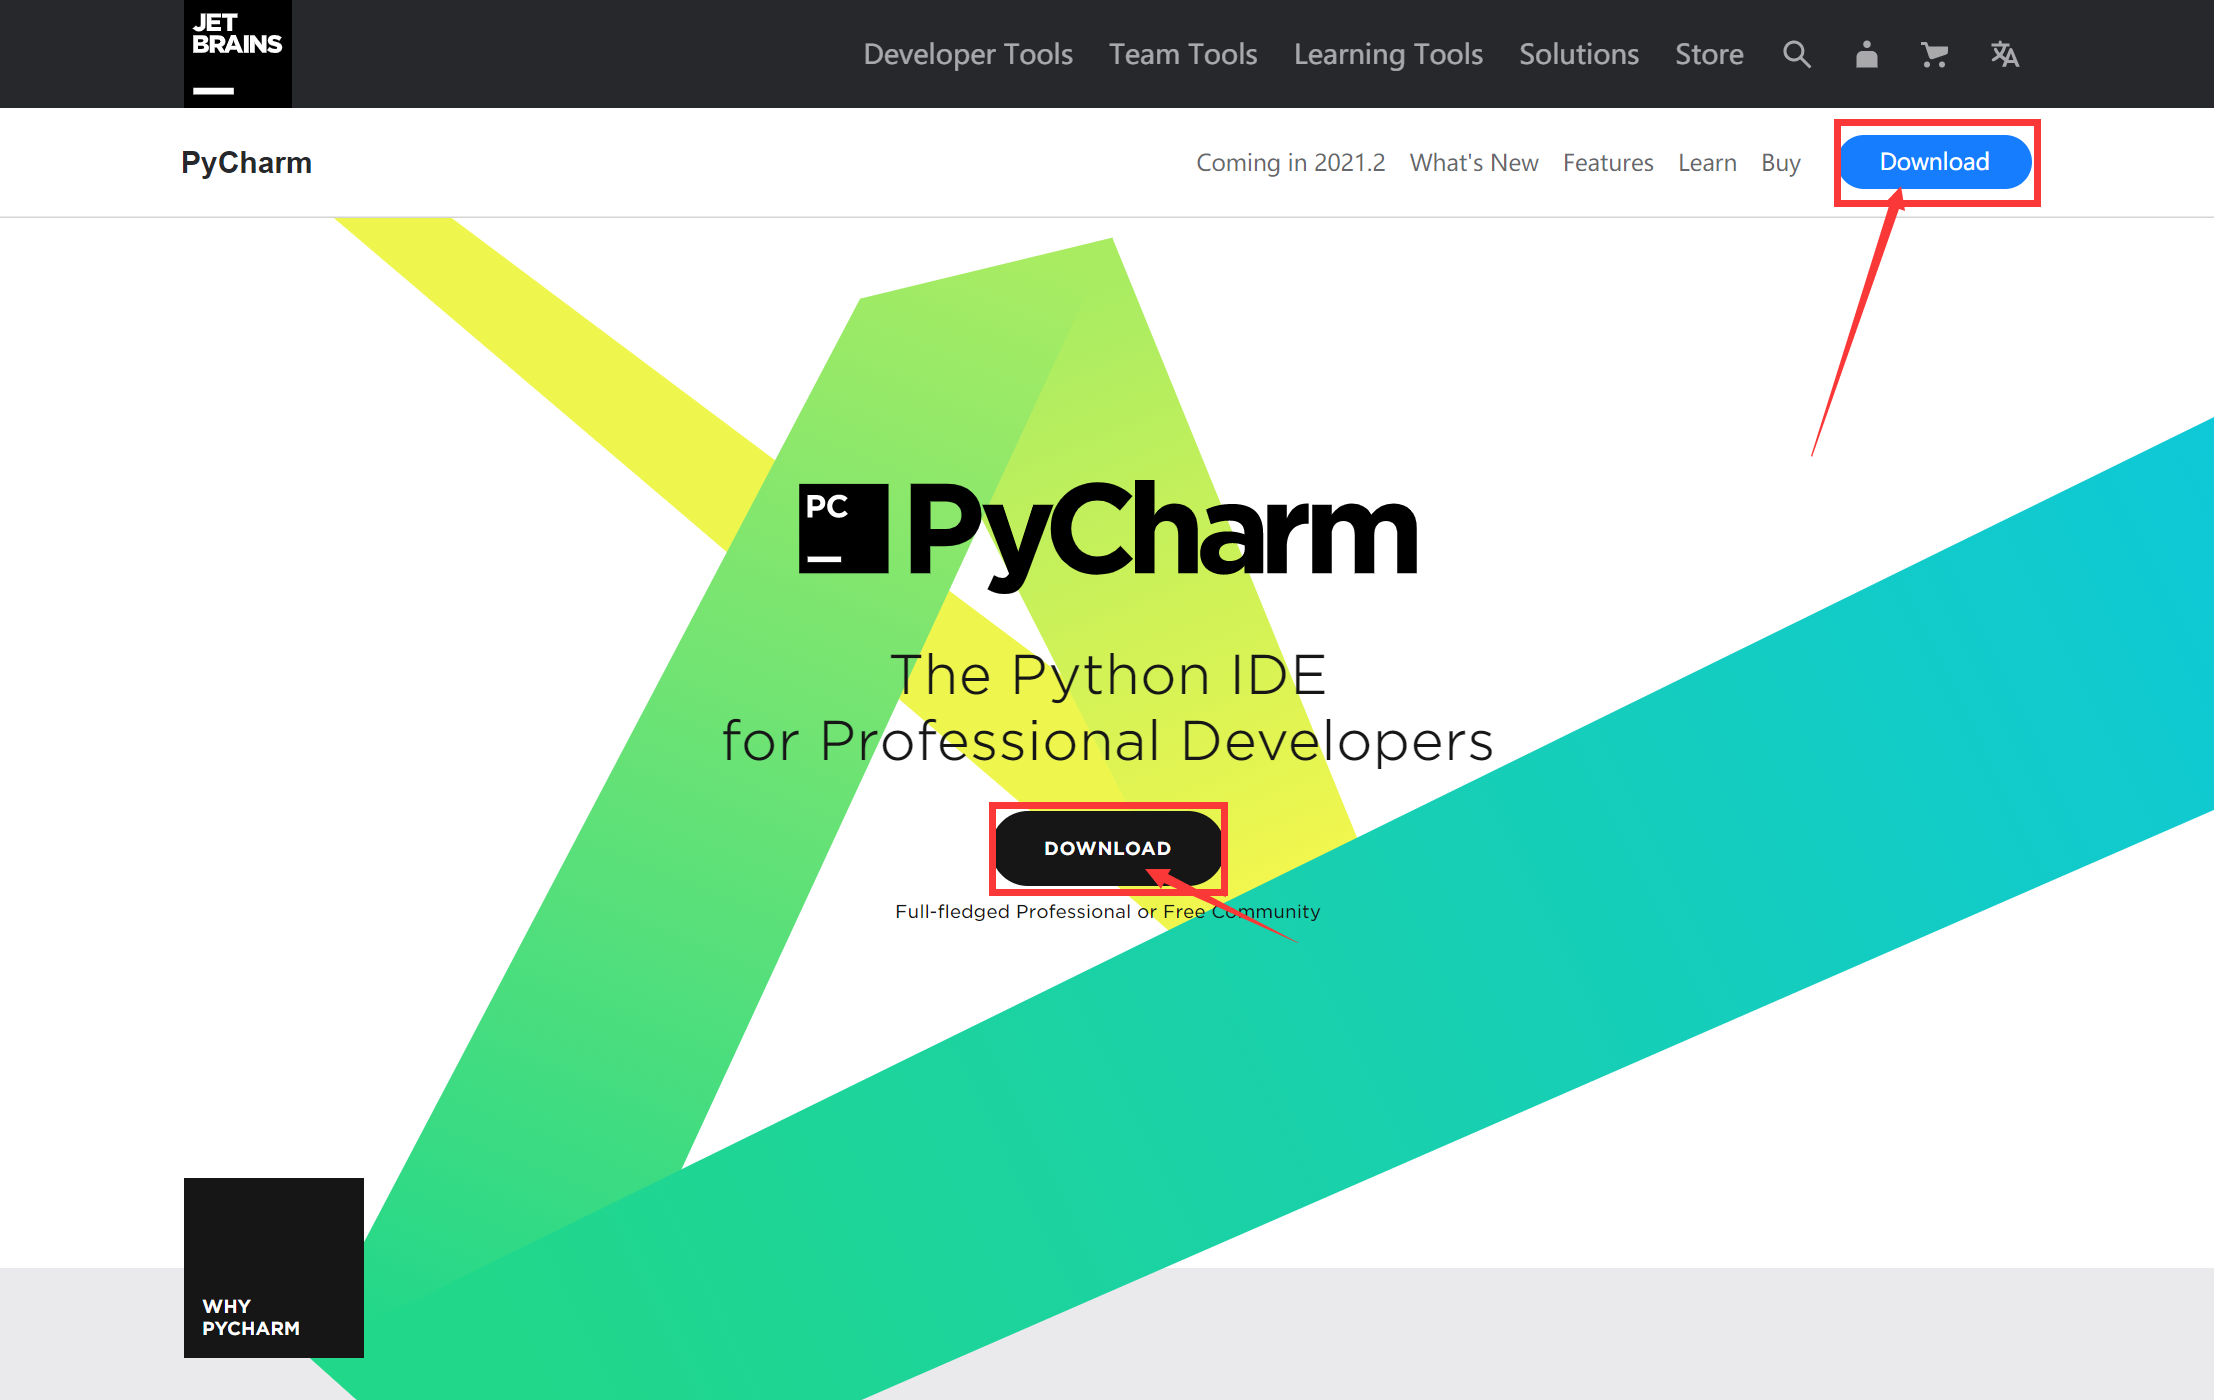 JET
BRAINS
Developer Tools Team Tools Learning Tools Solutions Store
PyCharm
Coming in 2021.2 What's New Features Learn Buy Download
PC
PyCharm
The Python IDE
for Professional Developers
DOWNLOAD
Full-fledged Professional or Free Community
WHY
PYCHARM